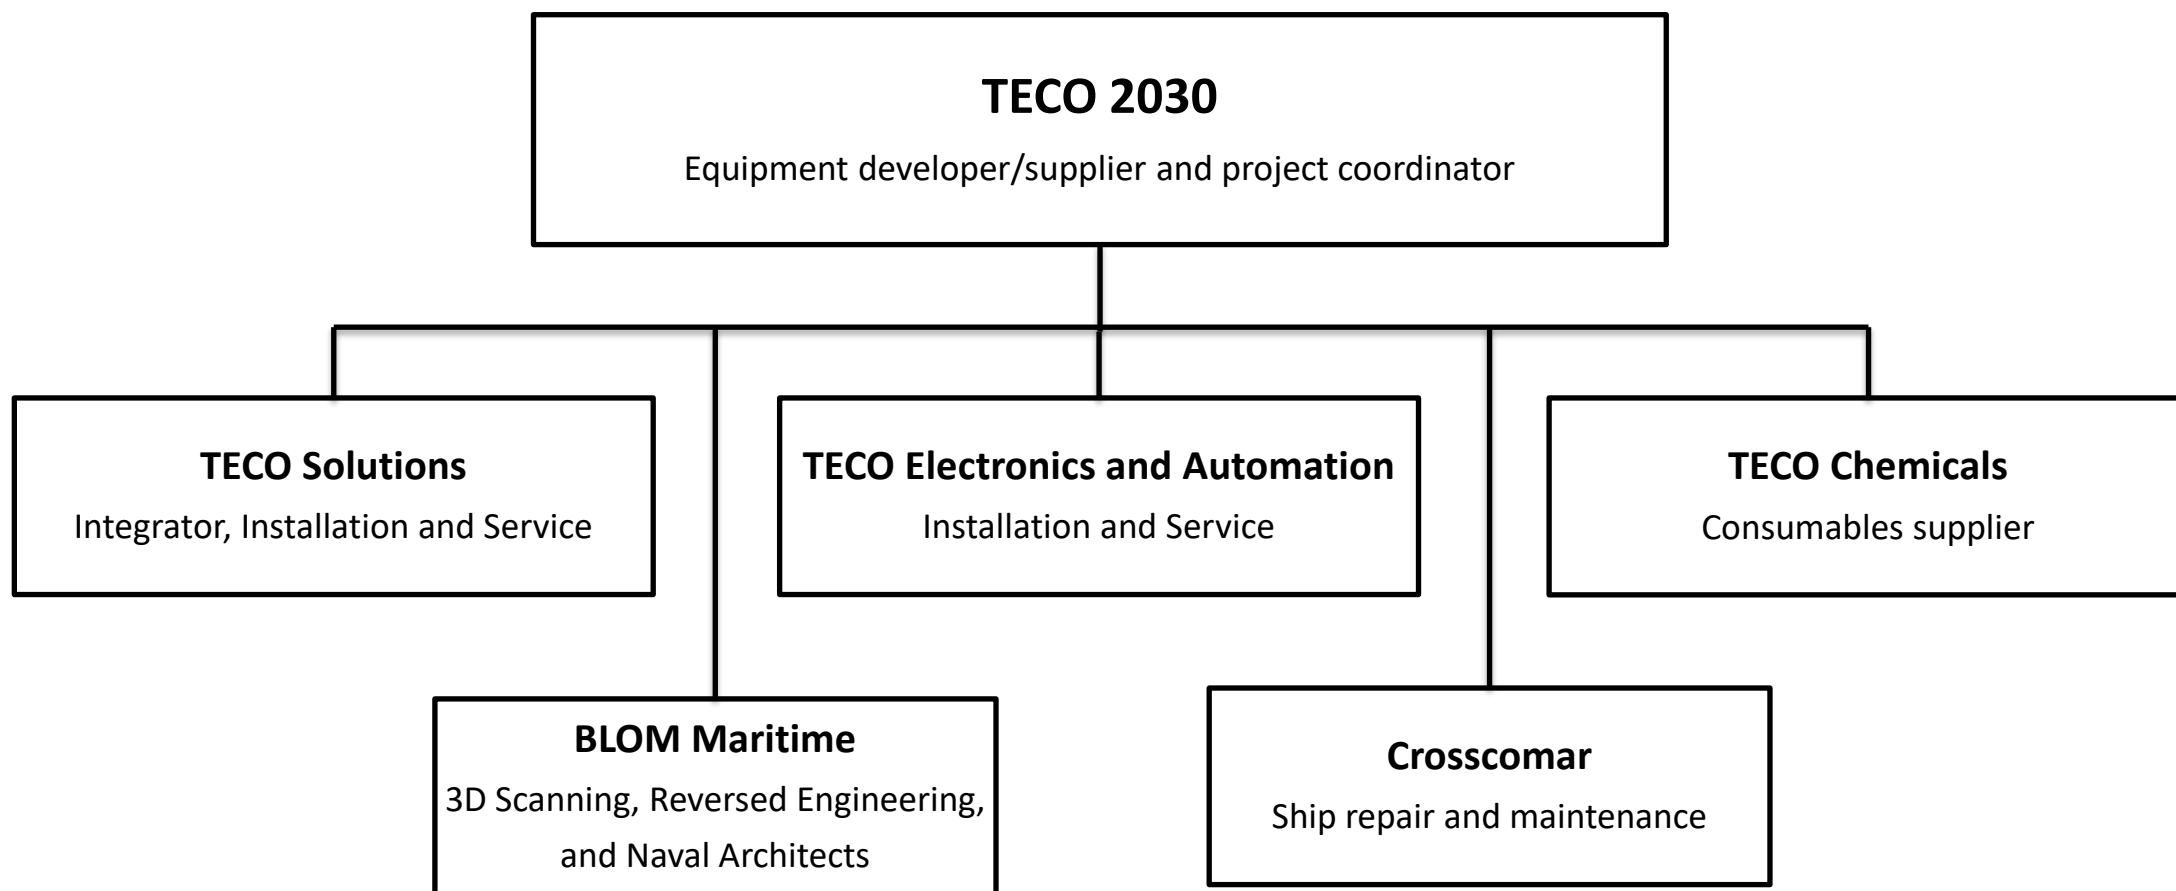 TECO 2030
Equipment developer/supplier and project coordinator
TECO Solutions
Integrator, Installation and Service
TECO Electronics and Automation
Installation and Service
TECO Chemicals
Consumables supplier
BLOM Maritime
3D Scanning, Reversed Engineering,
and Naval Architects
Crosscomar
Ship repair and maintenance